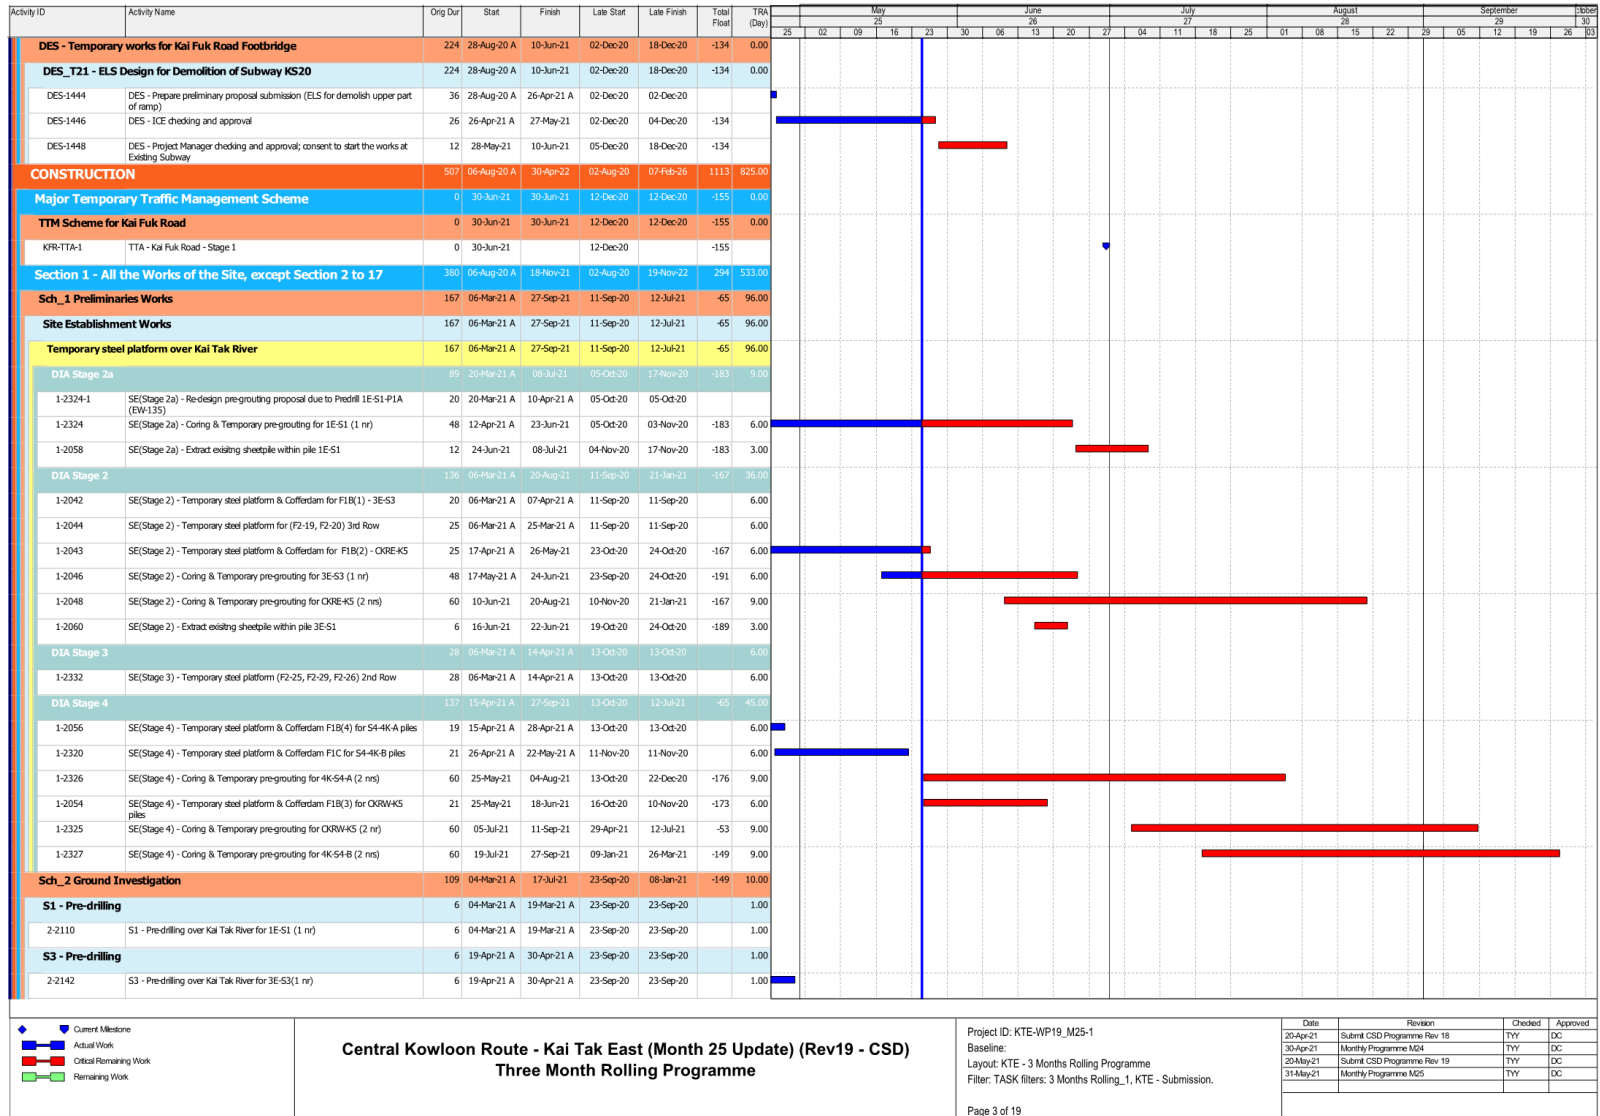 Activity ID Activity Name Orig Dur Start Finish Late Start Late Finish Total Float TRA (Day) May June July August September
25 26 27 28 29 30
25 02 09 16 23 30 06 13 20 27 04 11 18 25 01 08 15 22 29 05 12 19 26 03
DES - Temporary works for Kai Fuk Road Footbridge 224 28-Aug-20 A 10-Jun-21 02-Dec-20 18-Dec-20 -134 0.00
DES_T21 - ELS Design for Demolition of Subway KS20 224 28-Aug-20 A 10-Jun-21 02-Dec-20 18-Dec-20 -134 0.00
DES-1444 DES - Prepare preliminary proposal submission (ELS for demolish upper part of ramp) 36 28-Aug-20 A 26-Apr-21 A 02-Dec-20 02-Dec-20
DES-1446 DES - ICE checking and approval 26 26-Apr-21 A 27-May-21 02-Dec-20 04-Dec-20 -134
DES-1448 DES - Project Manager checking and approval; consent to start the works at Existing Subway 12 28-May-21 10-Jun-21 05-Dec-20 18-Dec-20 -134
CONSTRUCTION 507 06-Aug-20 A 30-Apr-22 02-Aug-20 07-Feb-26 1113 825.00
Major Temporary Traffic Management Scheme 0 30-Jun-21 30-Jun-21 12-Dec-20 12-Dec-20 -155 0.00
TTM Scheme for Kai Fuk Road 0 30-Jun-21 30-Jun-21 12-Dec-20 12-Dec-20 -155 0.00
KFR-TTA-1 TTA - Kai Fuk Road - Stage 1 0 30-Jun-21 12-Dec-20 -155
Section 1 - All the Works of the Site, except Section 2 to 17 380 06-Aug-20 A 18-Nov-21 02-Aug-20 19-Nov-22 294 533.00
Sch_1 Preliminaries Works 167 06-Mar-21 A 27-Sep-21 11-Sep-20 12-Jul-21 -65 96.00
Site Establishment Works 167 06-Mar-21 A 27-Sep-21 11-Sep-20 12-Jul-21 -65 96.00
Temporary steel platform over Kai Tak River 167 06-Mar-21 A 27-Sep-21 11-Sep-20 12-Jul-21 -65 96.00
DIA Stage 2a 89 20-Mar-21 A 08-Jul-21 05-Oct-20 17-Nov-20 -183 9.00
1-2324-1 SE(Stage 2a) - Re-design pre-grouting proposal due to Predrill 1E-S1-P1A (EW-135) 20 20-Mar-21 A 10-Apr-21 A 05-Oct-20 05-Oct-20
1-2324 SE(Stage 2a) - Coring & Temporary pre-grouting for 1E-S1 (1 nr) 48 12-Apr-21 A 23-Jun-21 05-Oct-20 03-Nov-20 -183 6.00
1-2058 SE(Stage 2a) - Extract exisitng sheetpile within pile 1E-S1 12 24-Jun-21 08-Jul-21 04-Nov-20 17-Nov-20 -183 3.00
DIA Stage 2 136 06-Mar-21 A 20-Aug-21 11-Sep-20 21-Jan-21 -167 36.00
1-2042 SE(Stage 2) - Temporary steel platform & Cofferdam for F1B(1) - 3E-S3 20 06-Mar-21 A 07-Apr-21 A 11-Sep-20 11-Sep-20 6.00
1-2044 SE(Stage 2) - Temporary steel platform for (F2-19, F2-20) 3rd Row 25 06-Mar-21 A 25-Mar-21 A 11-Sep-20 11-Sep-20 6.00
1-2043 SE(Stage 2) - Temporary steel platform & Cofferdam for F1B(2) - CKRE-K5 25 17-Apr-21 A 26-May-21 23-Oct-20 24-Oct-20 -167 6.00
1-2046 SE(Stage 2) - Coring & Temporary pre-grouting for 3E-S3 (1 nr) 48 17-May-21 A 24-Jun-21 23-Sep-20 24-Oct-20 -191 6.00
1-2048 SE(Stage 2) - Coring & Temporary pre-grouting for CKRE-K5 (2 nrs) 60 10-Jun-21 20-Aug-21 10-Nov-20 21-Jan-21 -167 9.00
1-2060 SE(Stage 2) - Extract exisitng sheetpile within pile 3E-S1 6 16-Jun-21 22-Jun-21 19-Oct-20 24-Oct-20 -189 3.00
DIA Stage 3 28 06-Mar-21 A 14-Apr-21 A 13-Oct-20 13-Oct-20 6.00
1-2332 SE(Stage 3) - Temporary steel platform (F2-25, F2-29, F2-26) 2nd Row 28 06-Mar-21 A 14-Apr-21 A 13-Oct-20 13-Oct-20 6.00
DIA Stage 4 137 15-Apr-21 A 27-Sep-21 13-Oct-20 12-Jul-21 -65 45.00
1-2056 SE(Stage 4) - Temporary steel platform & Cofferdam F1B(4) for S4-4K-A piles 19 15-Apr-21 A 28-Apr-21 A 13-Oct-20 13-Oct-20 6.00
1-2320 SE(Stage 4) - Temporary steel platform & Cofferdam F1C for S4-4K-B piles 21 26-Apr-21 A 22-May-21 A 11-Nov-20 11-Nov-20 6.00
1-2326 SE(Stage 4) - Coring & Temporary pre-grouting for 4K-S4-A (2 nrs) 60 25-May-21 04-Aug-21 13-Oct-20 22-Dec-20 -176 9.00
1-2054 SE(Stage 4) - Temporary steel platform & Cofferdam F1B(3) for CKRW-K5 piles 21 25-May-21 18-Jun-21 16-Oct-20 10-Nov-20 -173 6.00
1-2325 SE(Stage 4) - Coring & Temporary pre-grouting for CKRW-K5 (2 nr) 60 05-Jul-21 11-Sep-21 29-Apr-21 12-Jul-21 -53 9.00
1-2327 SE(Stage 4) - Coring & Temporary pre-grouting for 4K-S4-B (2 nrs) 60 19-Jul-21 27-Sep-21 09-Jan-21 26-Mar-21 -149 9.00
Sch_2 Ground Investigation 109 04-Mar-21 A 17-Jul-21 23-Sep-20 08-Jan-21 -149 10.00
S1 - Pre-drilling 6 04-Mar-21 A 19-Mar-21 A 23-Sep-20 23-Sep-20 1.00
2-2110 S1 - Pre-drilling over Kai Tak River for 1E-S1 (1 nr) 6 04-Mar-21 A 19-Mar-21 A 23-Sep-20 23-Sep-20 1.00
S3 - Pre-drilling 6 19-Apr-21 A 30-Apr-21 A 23-Sep-20 23-Sep-20 1.00
2-2142 S3 - Pre-drilling over Kai Tak River for 3E-S3(1 nr) 6 19-Apr-21 A 30-Apr-21 A 23-Sep-20 23-Sep-20 1.00
Current Milestone
Actual Work
Critical Remaining Work
Remaining Work
Central Kowloon Route - Kai Tak East (Month 25 Update) (Rev19 - CSD)
Three Month Rolling Programme
Project ID: KTE-WP19_M25-1
Baseline:
Layout: KTE - 3 Months Rolling Programme
Filter: TASK filters: 3 Months Rolling_1, KTE - Submission.
Page 3 of 19
Date Revision Checked Approved
20-Apr-21 Submit CSD Programme Rev 18 TYY DC
30-Apr-21 Monthly Programme M24 TYY DC
20-May-21 Submit CSD Programme Rev 19 TYY DC
31-May-21 Monthly Programme M25 TYY DC